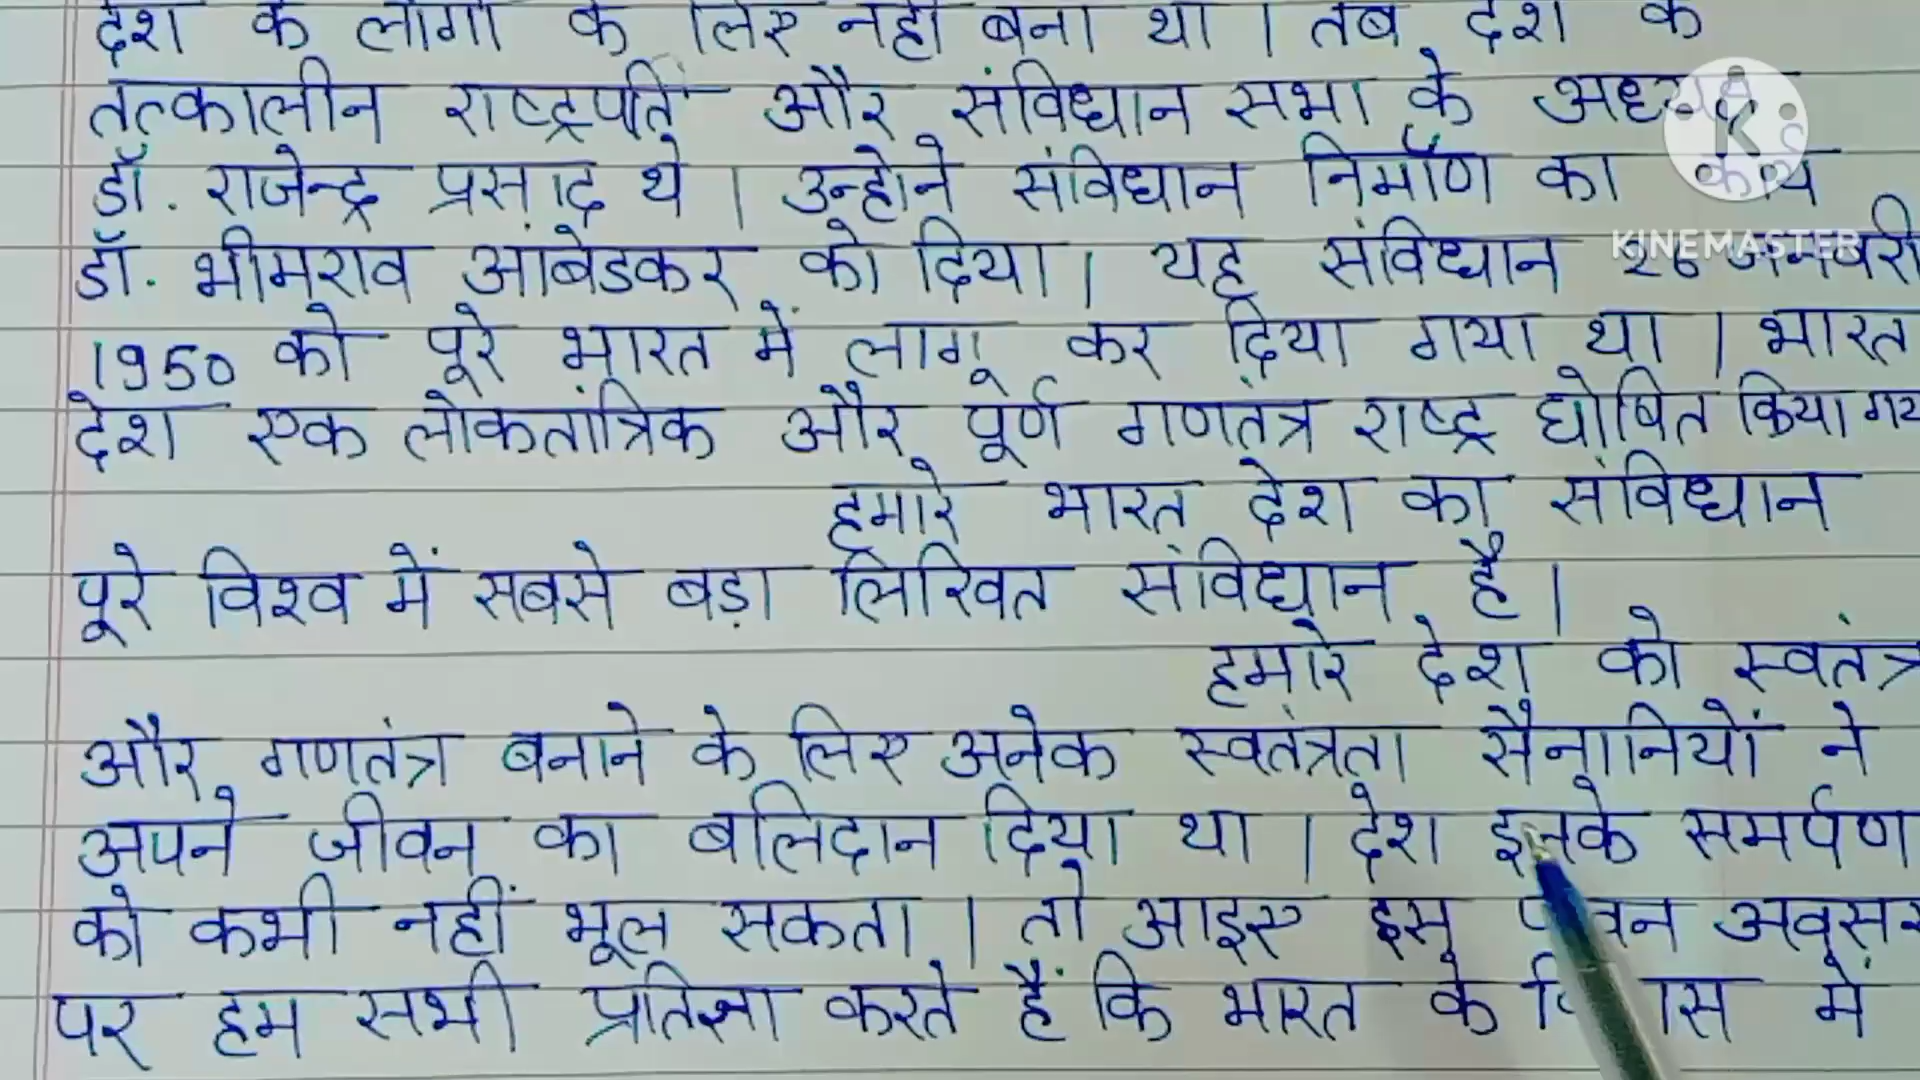 देश के लोगों के लिए नहीं बना था । तब देश के
तत्कालीन राष्ट्रपति और संविधान सभा के अध्यक्ष
डॉ. राजेन्द्र प्रसाद थे । उन्होने संविधान निर्माण का कार्य
डॉ. भीमराव आंबेडकर को दिया । यह संविधान 26 जनवरी
KINEMASTER
1950 को पूरे भारत में लागू कर दिया गया था । भारत
देश एक लोकतांत्रिक और पूर्ण गणतंत्र राष्ट्र घोषित किया गय
हमारे भारत देश का संविधान
पूरे विश्व में सबसे बड़ा लिखित संविधान है ।
हमारे देश को स्वतंत्र
और गणतंत्र बनाने के लिए अनेक स्वतंत्रता सैनानियों ने
अपने जीवन का बलिदान दिया था । देश इनके समर्पण
को कभी नहीं भूल सकता । तो आइए इस अवसर
पर हम सभी प्रतिज्ञा करते हैं कि भारत के में